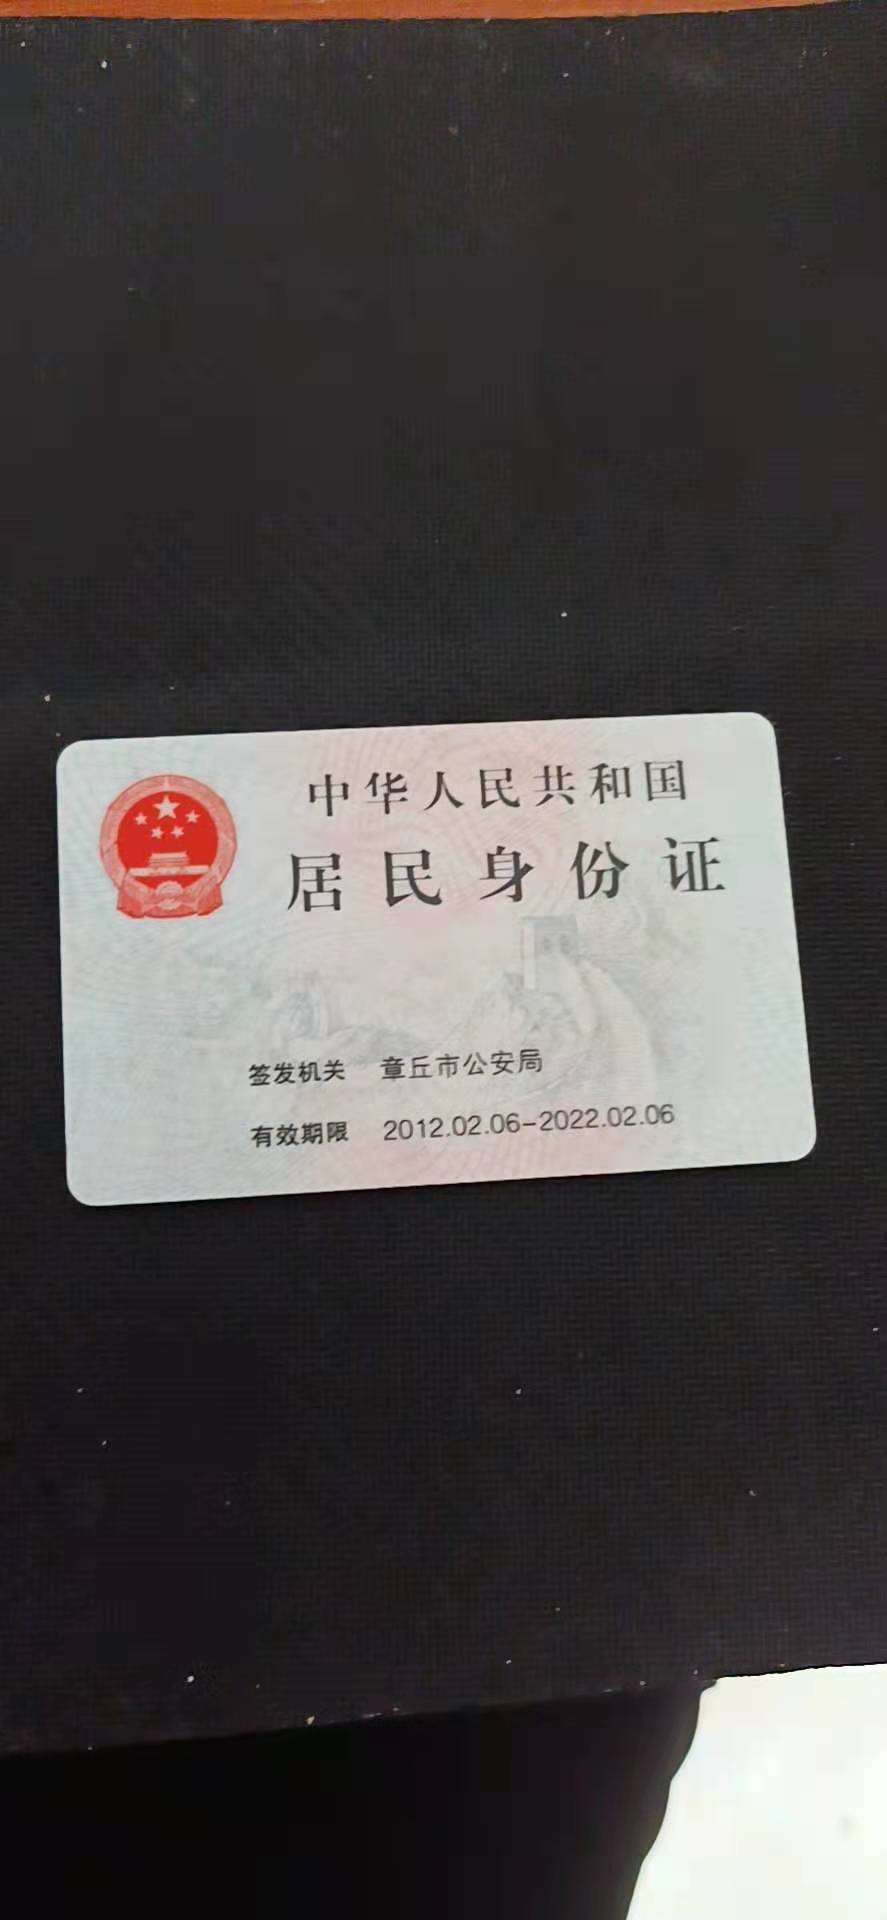 中华人民共和国
居民身份证
签发机关 章丘市公安局
有效期限 2012.02.06-2022.02.06